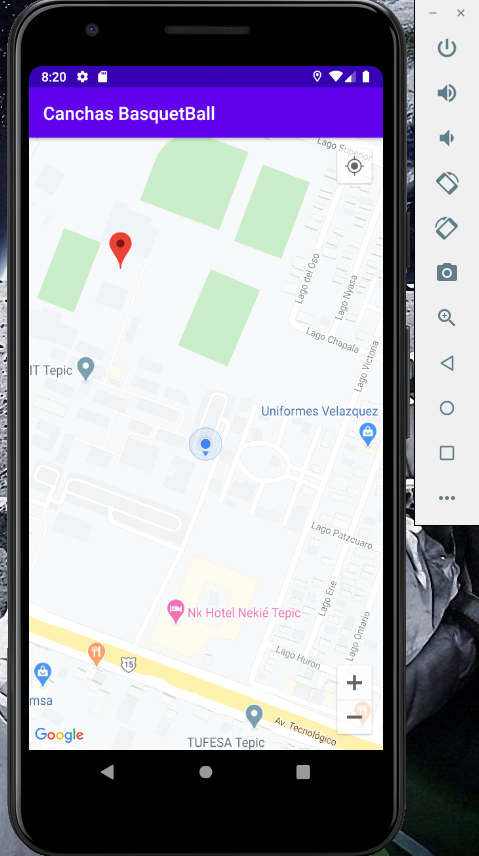 8:20
Canchas BasquetBall
Lago Superior
Lago del Oso
Lago Nyasa
Lago Chapala
Lago Victoria
IT Tepic
Uniformes Velazquez
Lago Patzcuaro
Lago Erie
Lago Ontario
Nk Hotel Nekié Tepic
Lago Huron
15
msa
Av. Tecnológico
Google
TUFESA Tepic